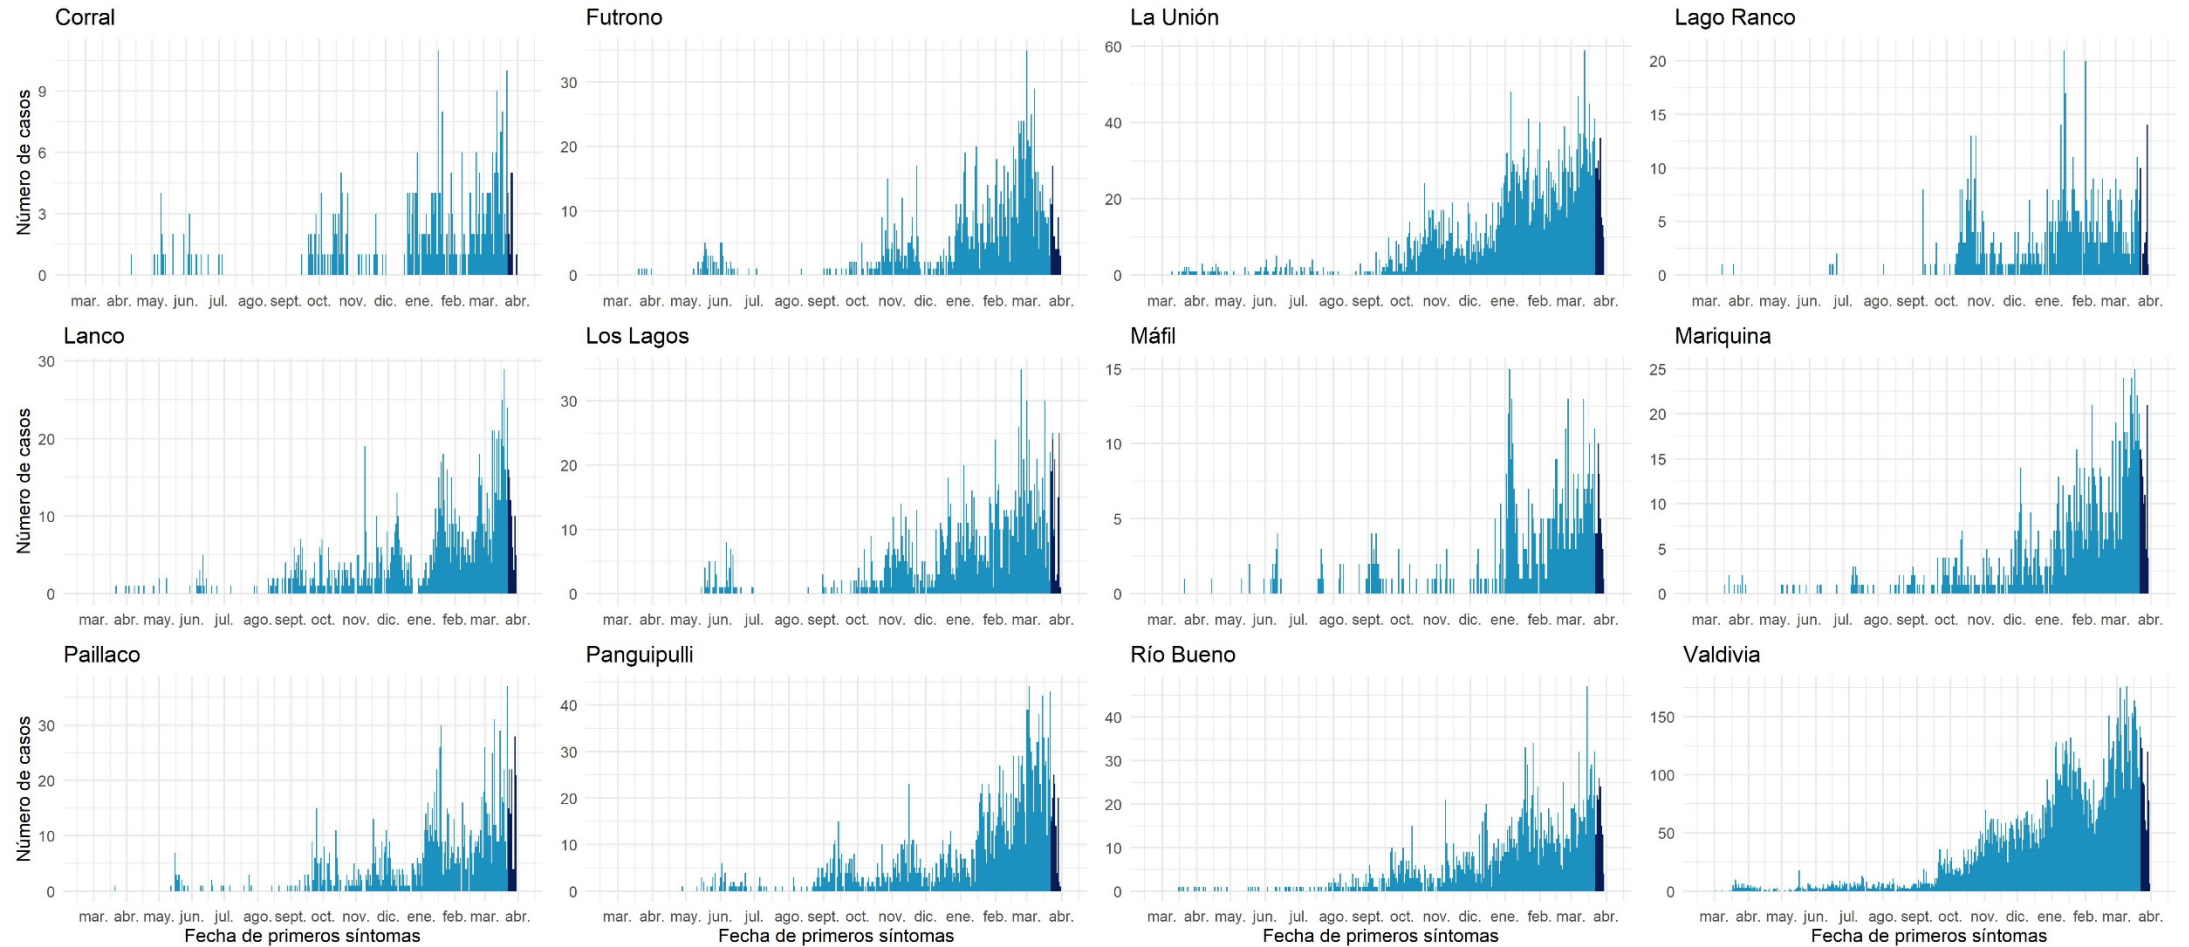 Corral
Futrono
La Unión
Lago Ranco
Número de casos
9
6
3
0
30
20
10
0
60
40
20
0
20
15
10
5
0
mar. abr. may. jun. jul. ago. sept. oct. nov. dic. ene. feb. mar. abr.
mar. abr. may. jun. jul. ago. sept. oct. nov. dic. ene. feb. mar. abr.
mar. abr. may. jun. jul. ago. sept. oct. nov. dic. ene. feb. mar. abr.
mar. abr. may. jun. jul. ago. sept. oct. nov. dic. ene. feb. mar. abr.
Lanco
Los Lagos
Máfil
Mariquina
Número de casos
30
20
10
0
30
20
10
0
15
10
5
0
25
20
15
10
5
0
mar. abr. may. jun. jul. ago. sept. oct. nov. dic. ene. feb. mar. abr.
mar. abr. may. jun. jul. ago. sept. oct. nov. dic. ene. feb. mar. abr.
mar. abr. may. jun. jul. ago. sept. oct. nov. dic. ene. feb. mar. abr.
mar. abr. may. jun. jul. ago. sept. oct. nov. dic. ene. feb. mar. abr.
Paillaco
Panguipulli
Río Bueno
Valdivia
Número de casos
30
20
10
0
40
30
20
10
0
40
30
20
10
0
150
100
50
0
mar. abr. may. jun. jul. ago. sept. oct. nov. dic. ene. feb. mar. abr.
mar. abr. may. jun. jul. ago. sept. oct. nov. dic. ene. feb. mar. abr.
mar. abr. may. jun. jul. ago. sept. oct. nov. dic. ene. feb. mar. abr.
mar. abr. may. jun. jul. ago. sept. oct. nov. dic. ene. feb. mar. abr.
Fecha de primeros síntomas
Fecha de primeros síntomas
Fecha de primeros síntomas
Fecha de primeros síntomas